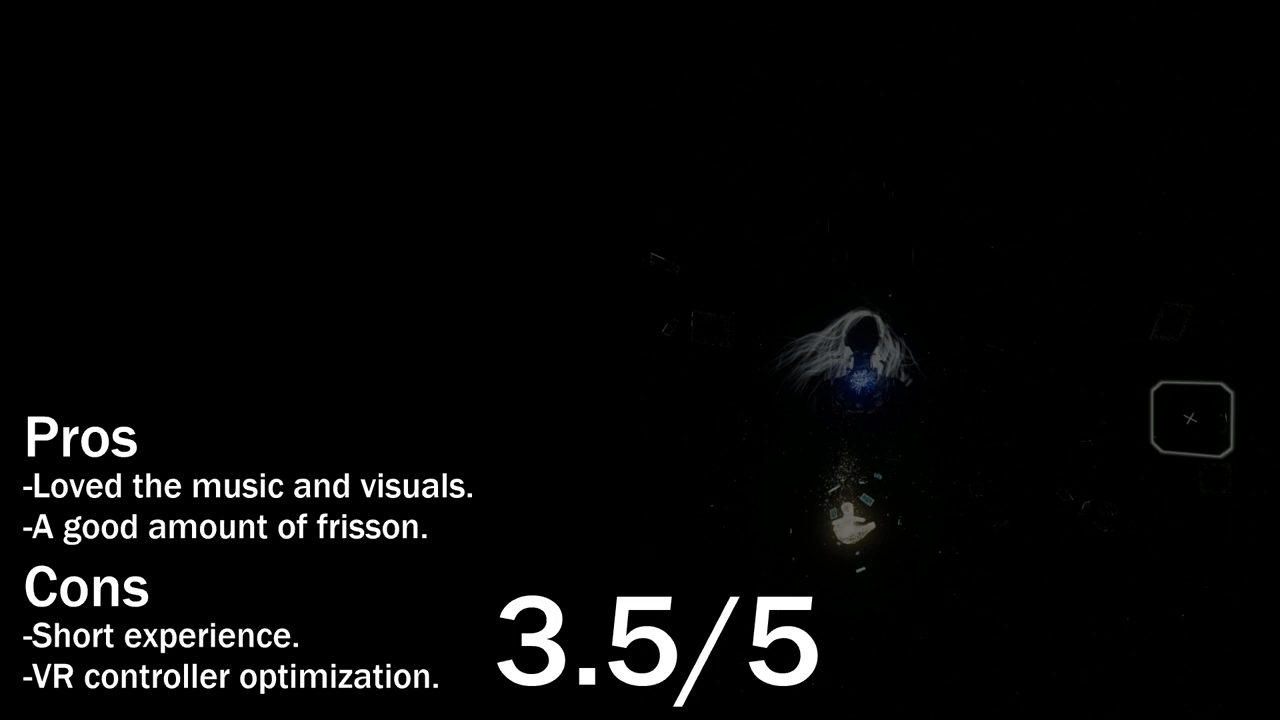 Pros
-Loved the music and visuals.
-A good amount of frisson.
Cons
-Short experience.
-VR controller optimization.
3.5/5